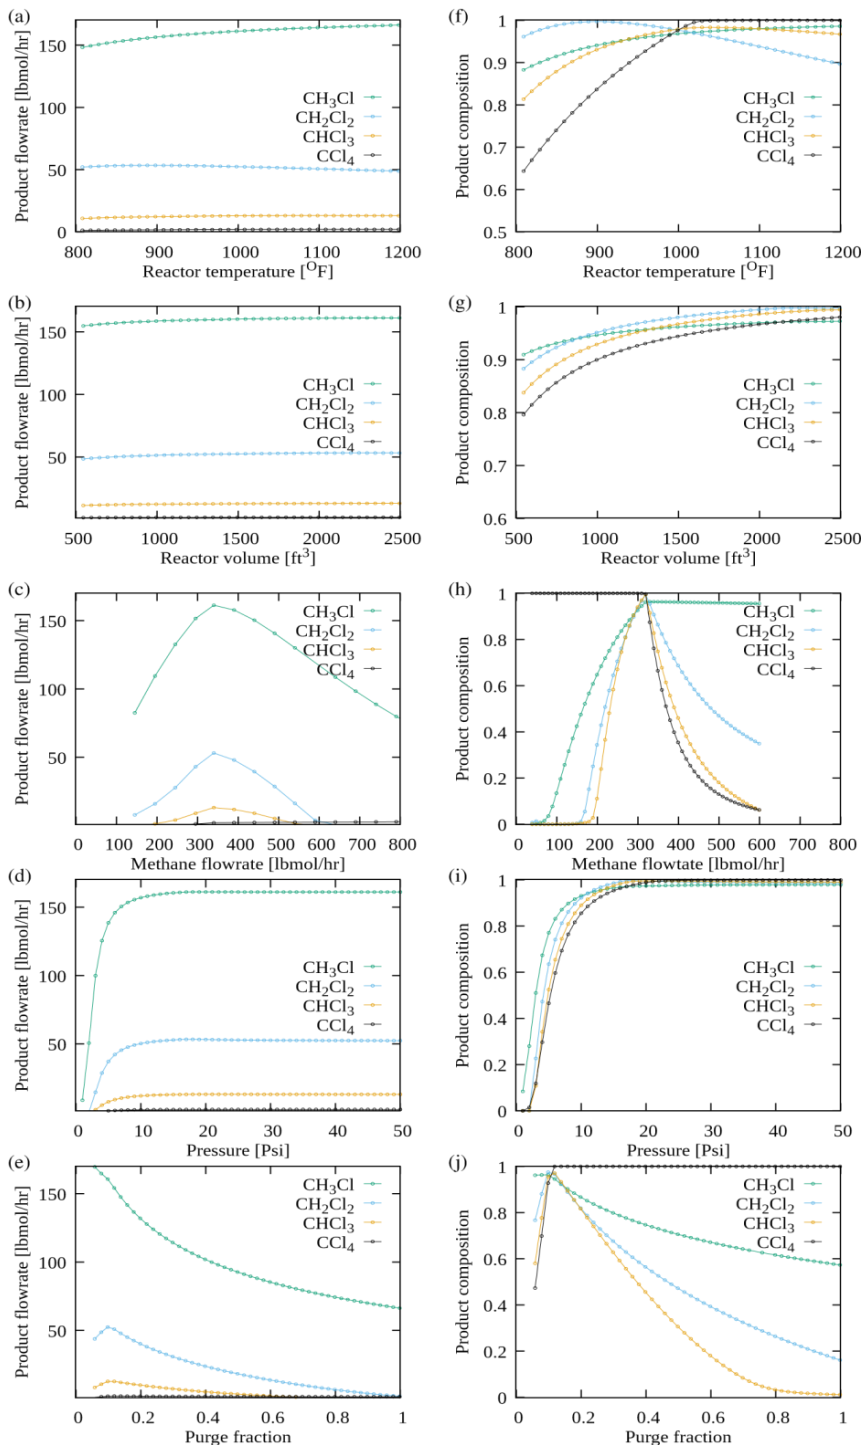 (a)
Product flowrate [lbmol/hr]
150
100
50
0
CH3Cl
CH2Cl2
CHCl3
CCl4
800 900 1000 1100 1200
Reactor temperature [OF]
(f)
Product composition
1
0.9
0.8
0.7
0.6
0.5
CH3Cl
CH2Cl2
CHCl3
CCl4
800 900 1000 1100 1200
Reactor temperature [OF]
(b)
Product flowrate [lbmol/hr]
150
100
50
CH3Cl
CH2Cl2
CHCl3
CCl4
500 1000 1500 2000 2500
Reactor volume [ft3]
(g)
Product composition
1
0.9
0.8
0.7
0.6
CH3Cl
CH2Cl2
CHCl3
CCl4
500 1000 1500 2000 2500
Reactor volume [ft3]
(c)
Product flowrate [lbmol/hr]
150
100
50
CH3Cl
CH2Cl2
CHCl3
CCl4
0 100 200 300 400 500 600 700 800
Methane flowrate [lbmol/hr]
(h)
Product composition
1
0.8
0.6
0.4
0.2
0
CH3Cl
CH2Cl2
CHCl3
CCl4
0 100 200 300 400 500 600 700 800
Methane flowtate [lbmol/hr]
(d)
Product flowrate [lbmol/hr]
150
100
50
CH3Cl
CH2Cl2
CHCl3
CCl4
0 10 20 30 40 50
Pressure [Psi]
(i)
Product composition
1
0.8
0.6
0.4
0.2
0
CH3Cl
CH2Cl2
CHCl3
CCl4
0 10 20 30 40 50
Pressure [Psi]
(e)
Product flowrate [lbmol/hr]
150
100
50
CH3Cl
CH2Cl2
CHCl3
CCl4
0 0.2 0.4 0.6 0.8 1
Purge fraction
(j)
Product composition
1
0.8
0.6
0.4
0.2
0
CH3Cl
CH2Cl2
CHCl3
CCl4
0 0.2 0.4 0.6 0.8 1
Purge fraction